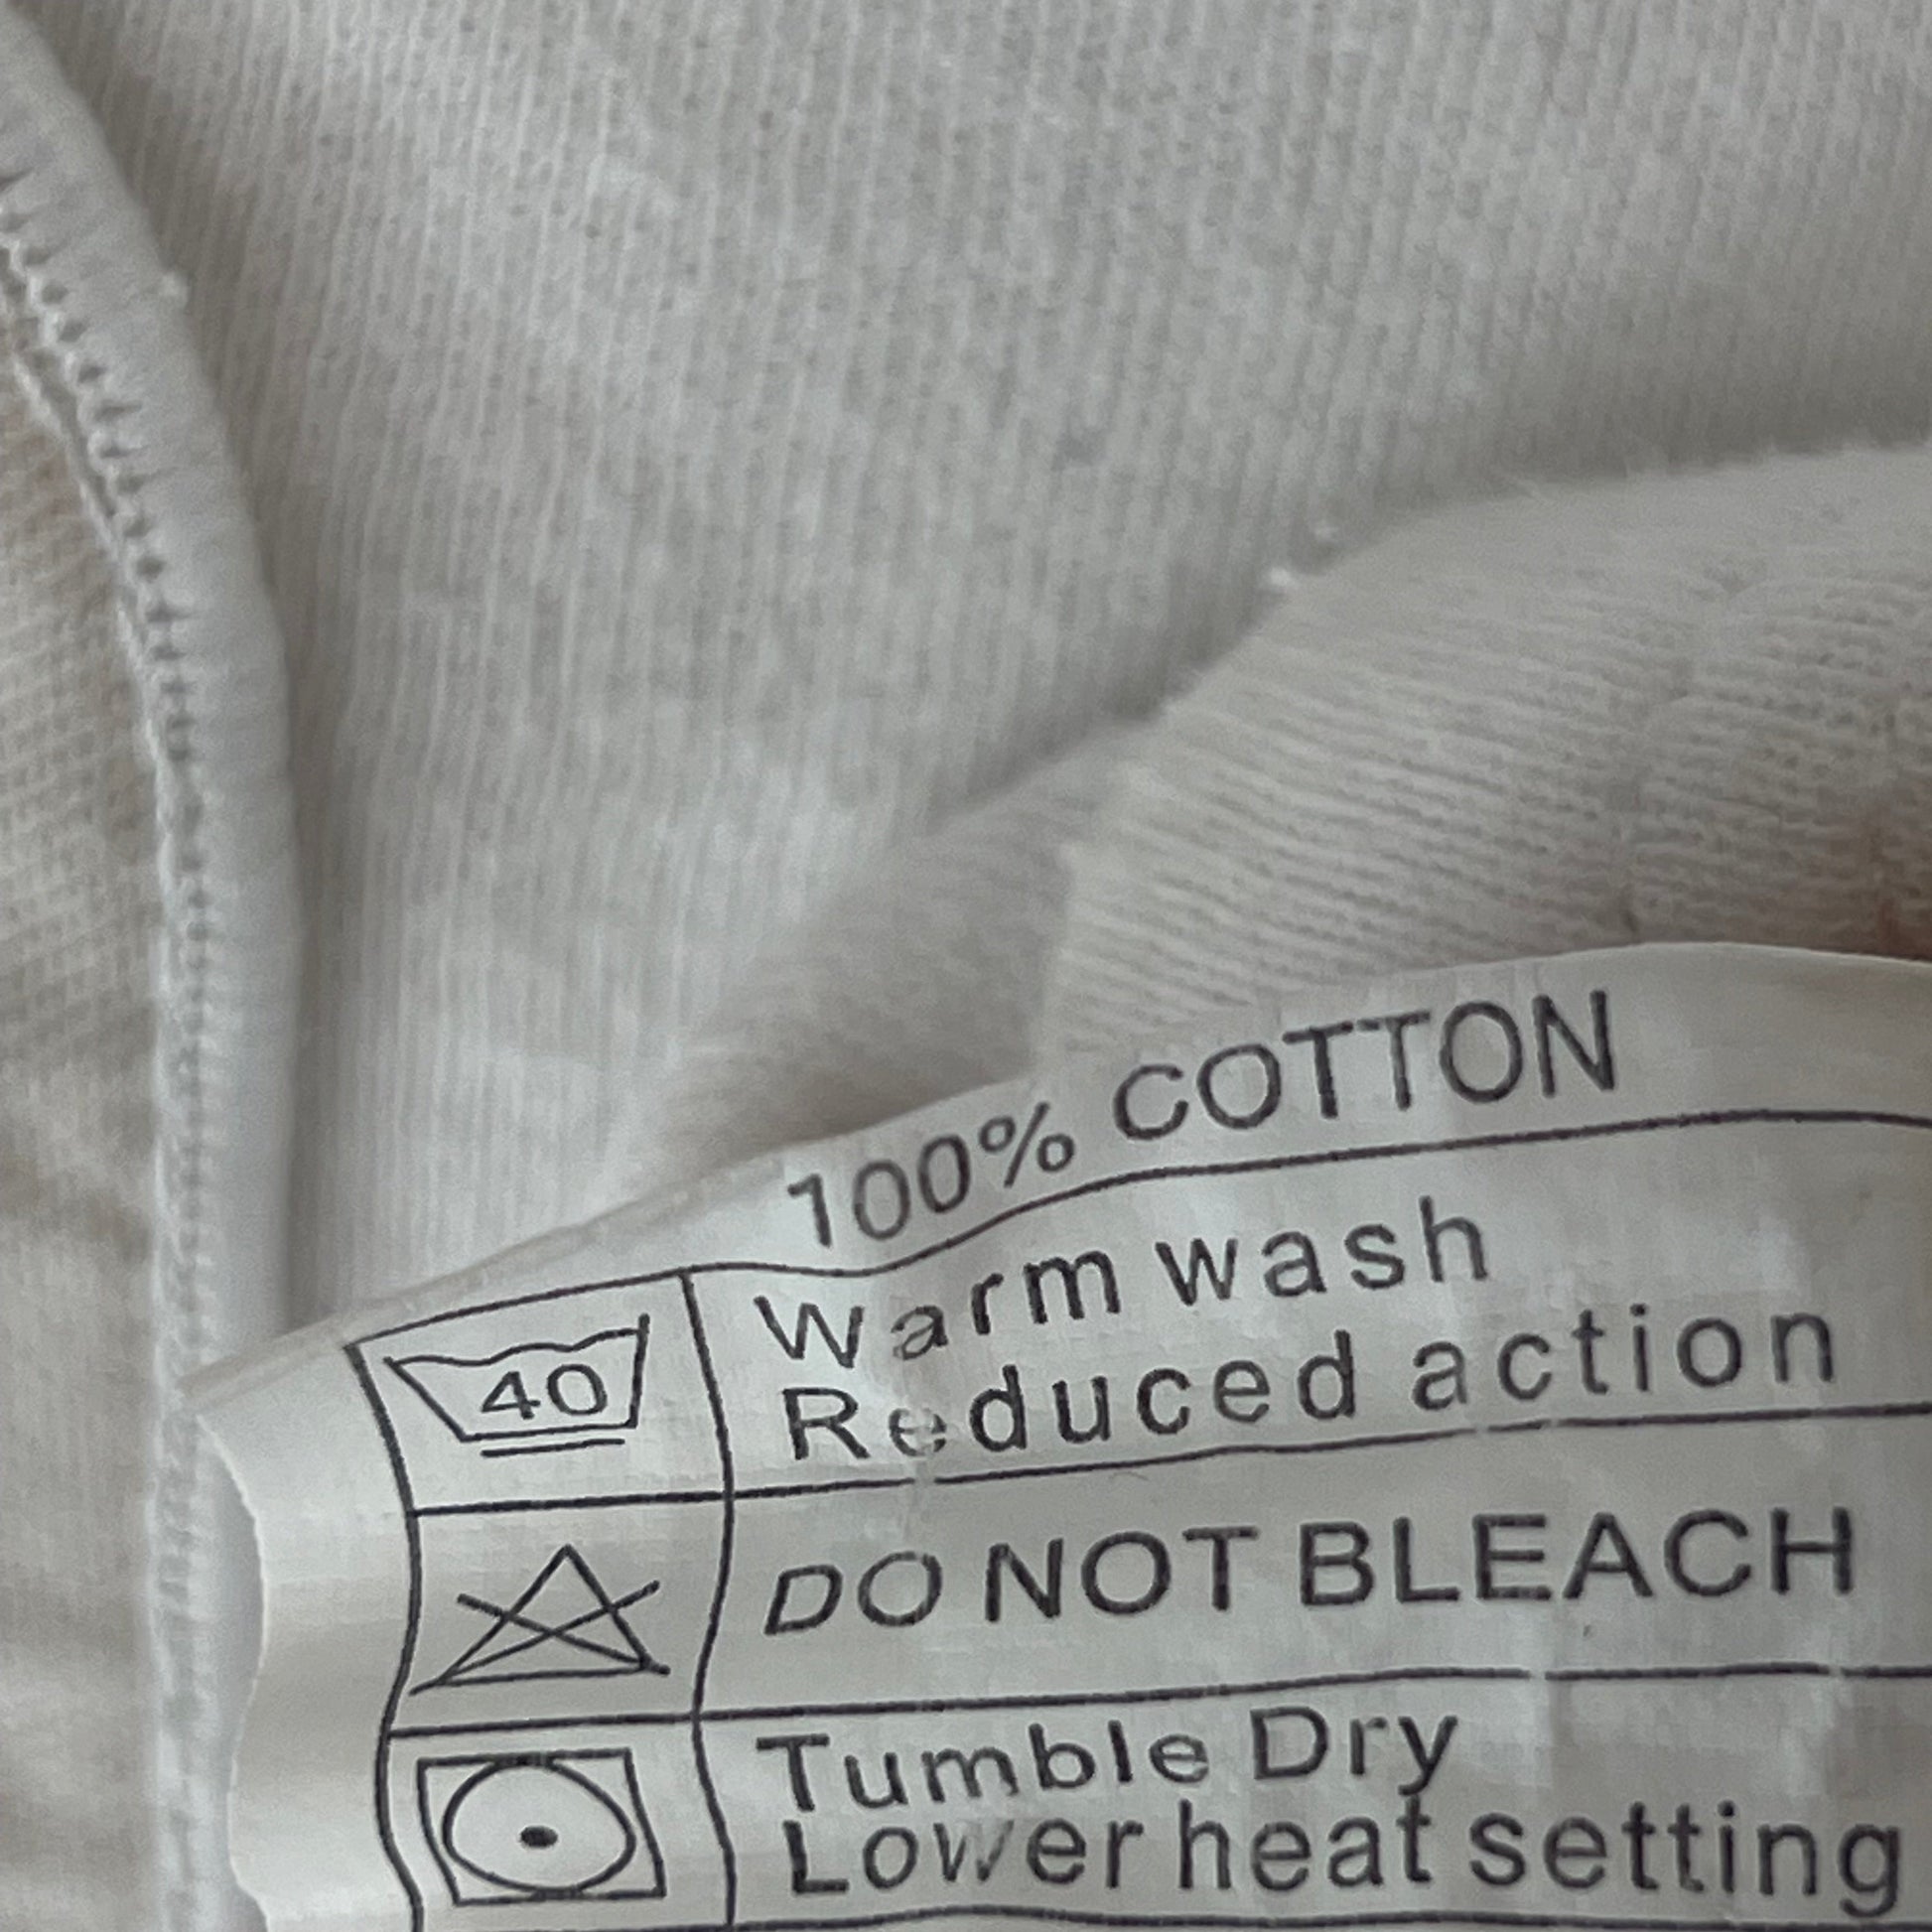 100% COTTON
40
Warm wash
Reduced action
DO NOT BLEACH
Tumble Dry
Lower heat setting